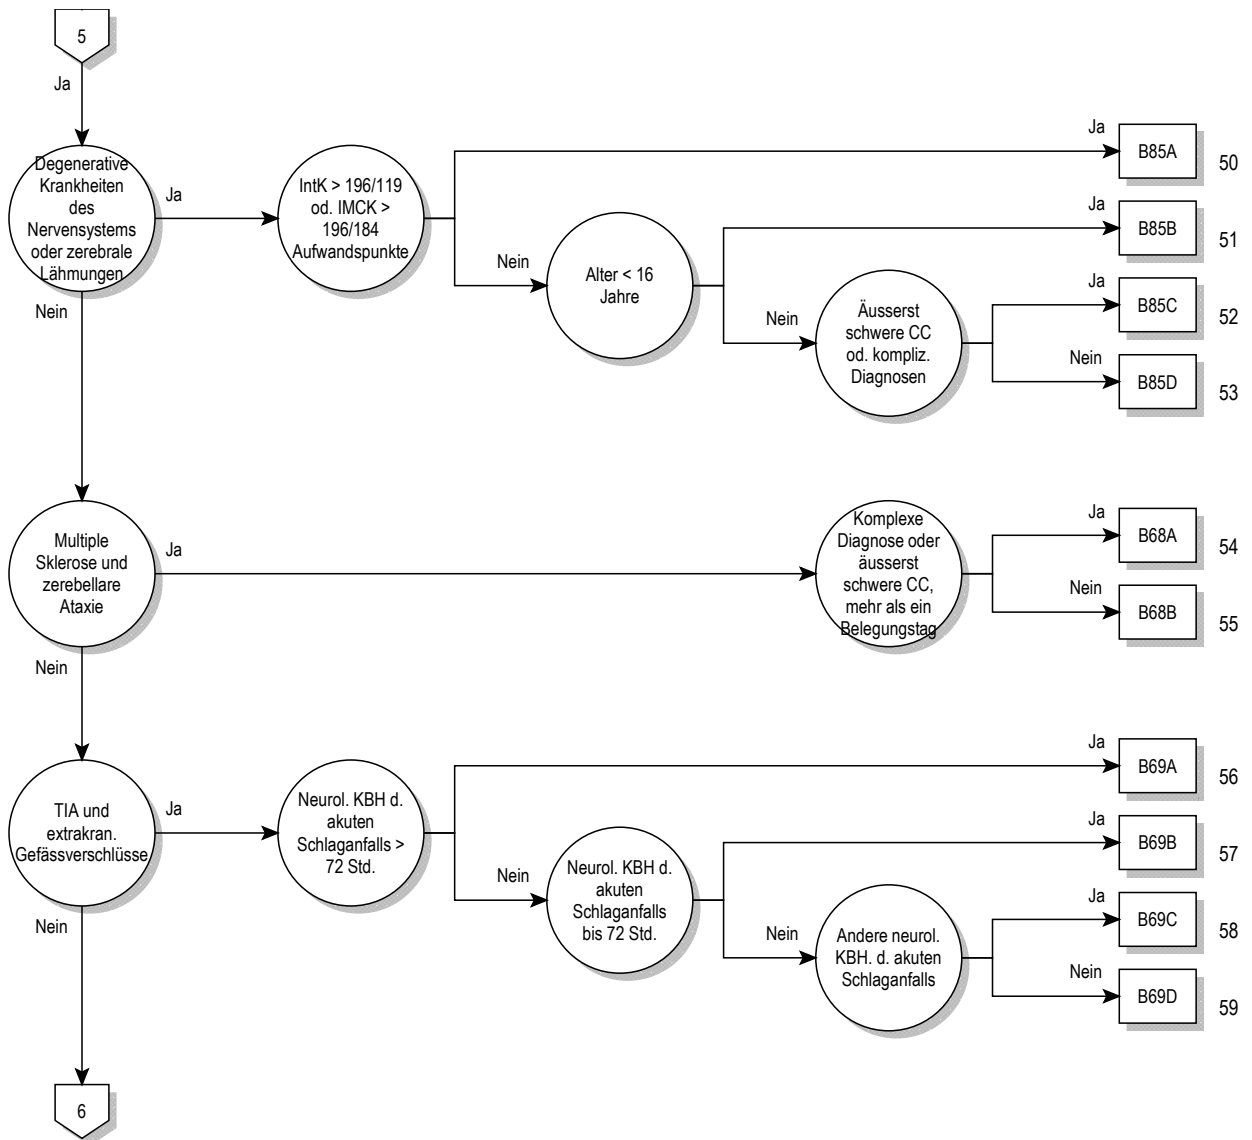 5
Ja
Degenerative
Krankheiten
des
Nervensystems
oder zerebrale
Lähmungen
Ja
IntK > 196/119
od. IMCK >
196/184
Aufwandspunkte
Ja
B85A
50
Nein
Alter < 16
Jahre
Ja
B85B
51
Nein
Äusserst
schwere CC
od. kompliz.
Diagnosen
Ja
B85C
52
Nein
B85D
53
Nein
Multiple
Sklerose und
zerebellare
Ataxie
Ja
Komplexe
Diagnose oder
äusserst
schwere CC,
mehr als ein
Belegungstag
Ja
B68A
54
Nein
B68B
55
Nein
TIA und
extrakran.
Gefässverschlüsse
Ja
Neurol. KBH d.
akuten
Schlaganfalls >
72 Std.
Ja
B69A
56
Nein
Neurol. KBH d.
akuten
Schlaganfalls
bis 72 Std.
Ja
B69B
57
Nein
Andere neurol.
KBH. d. akuten
Schlaganfalls
Ja
B69C
58
Nein
B69D
59
Nein
6